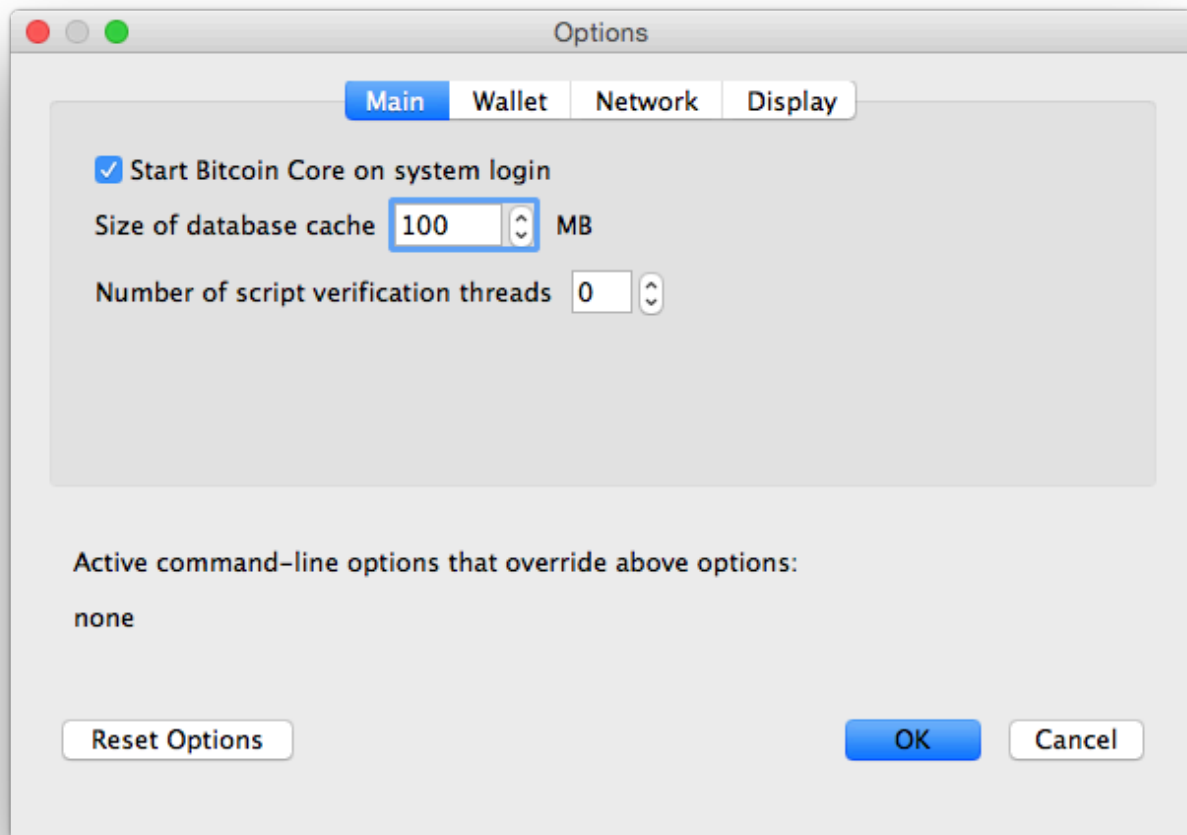 Options
Main Wallet Network Display
Start Bitcoin Core on system login
Size of database cache 100 MB
Number of script verification threads 0
Active command-line options that override above options:
none
Reset Options OK Cancel